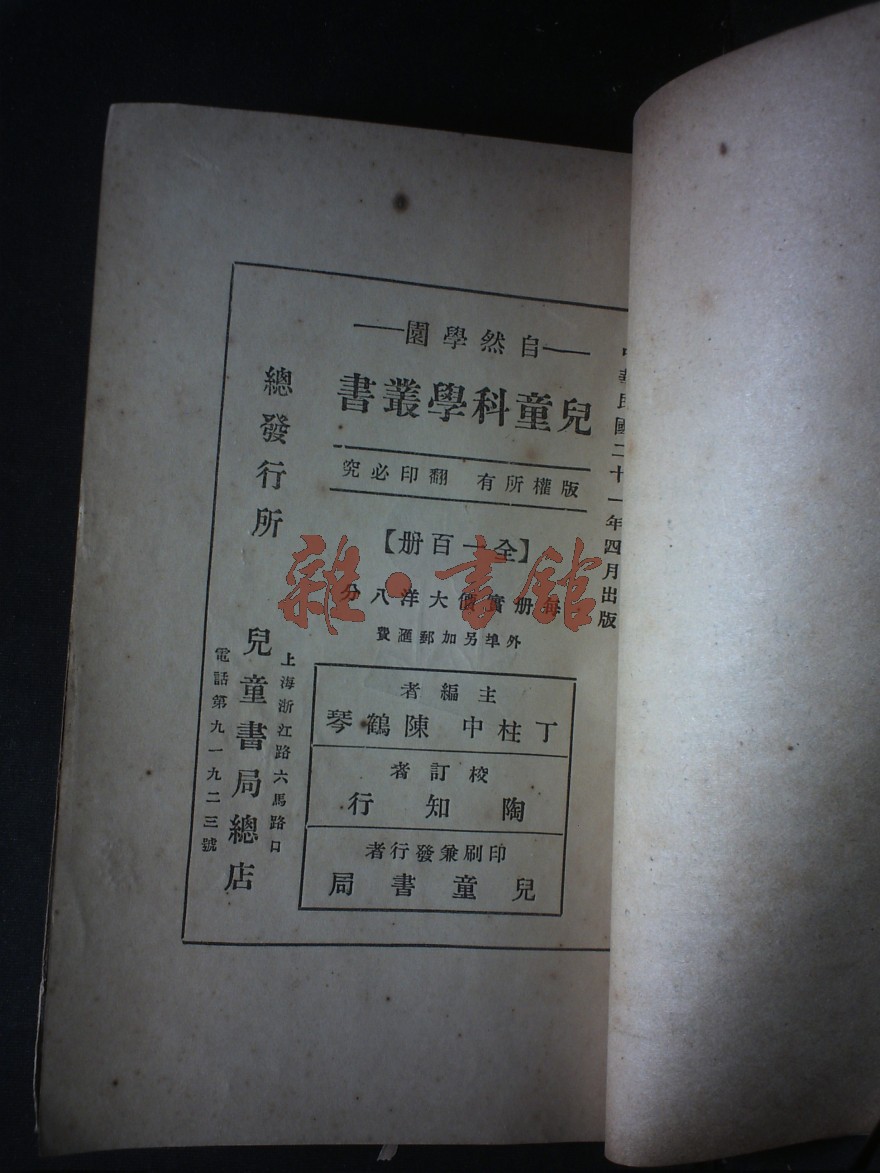 中華民國二十一年四月出版
——自然學園——
兒童科學叢書
版權所有 翻印必究
【全一百册】
每册實價大洋八分
外埠另加郵匯費
主編者
丁柱中 陳鶴琴
校訂者
陶知行
印刷兼發行者
兒童書局
總發行所
上海浙江路六馬路口
兒童書局總店
電話第九一九二三號
雜·書館